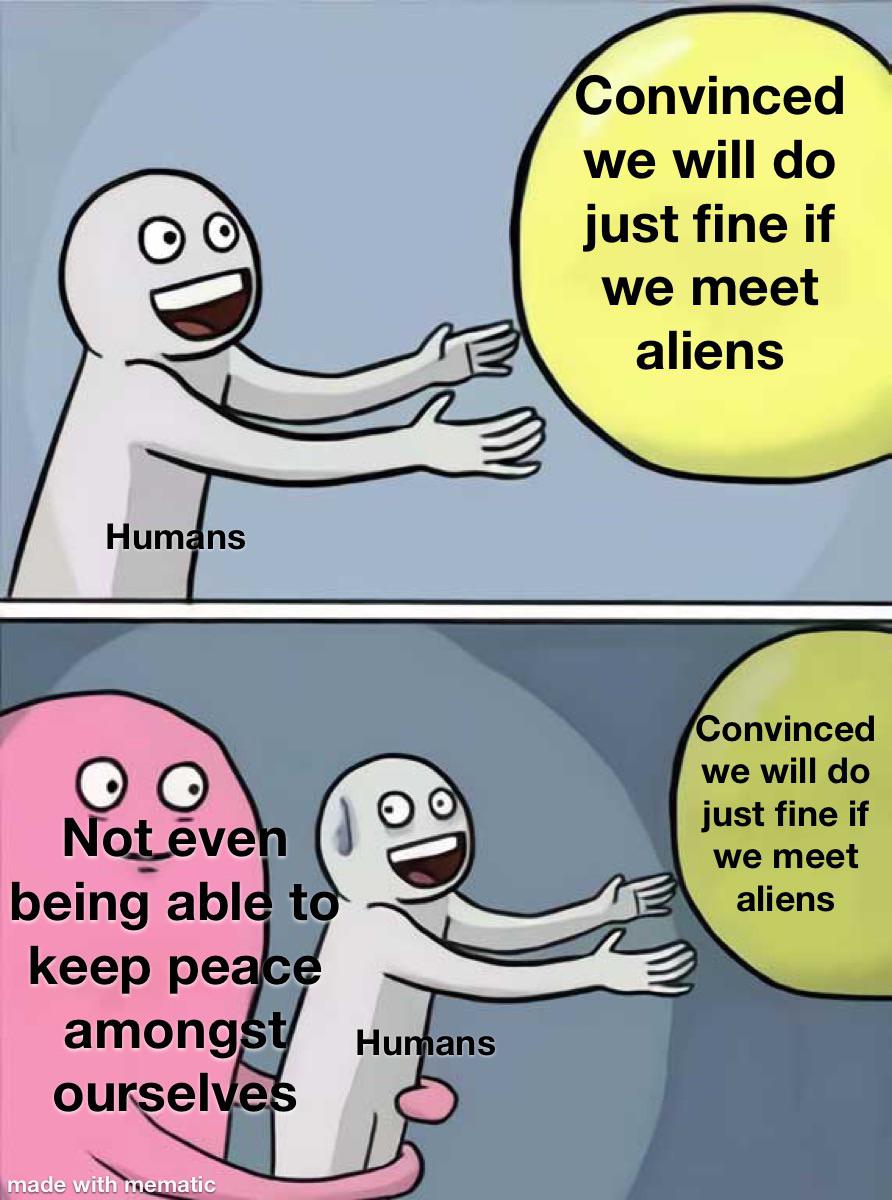 Convinced
we will do
just fine if
we meet
aliens
Humans
Convinced
we will do
just fine if
we meet
aliens
Not even
being able to
keep peace
amongst
ourselves
Humans
made with mematic